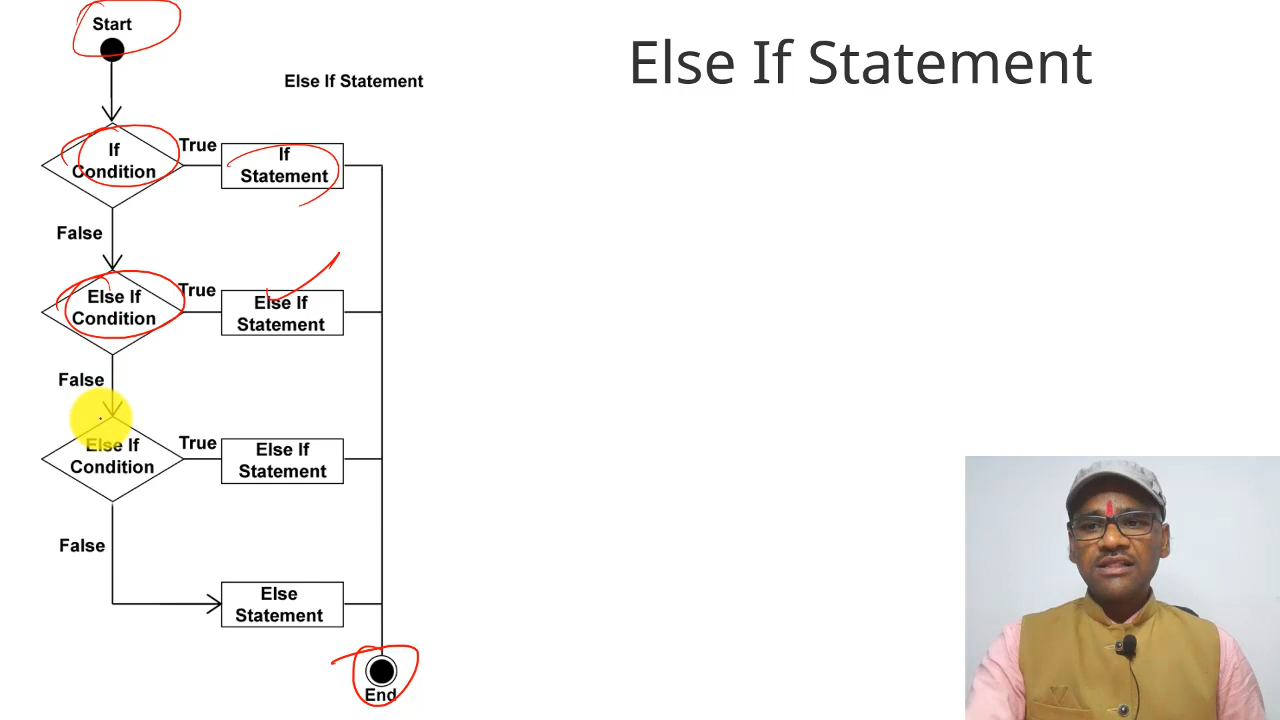 Start
Else If Statement
Else If Statement
If
Condition
True
If
Statement
False
Else If
Condition
True
Else If
Statement
False
Else If
Condition
True
Else If
Statement
False
Else
Statement
End